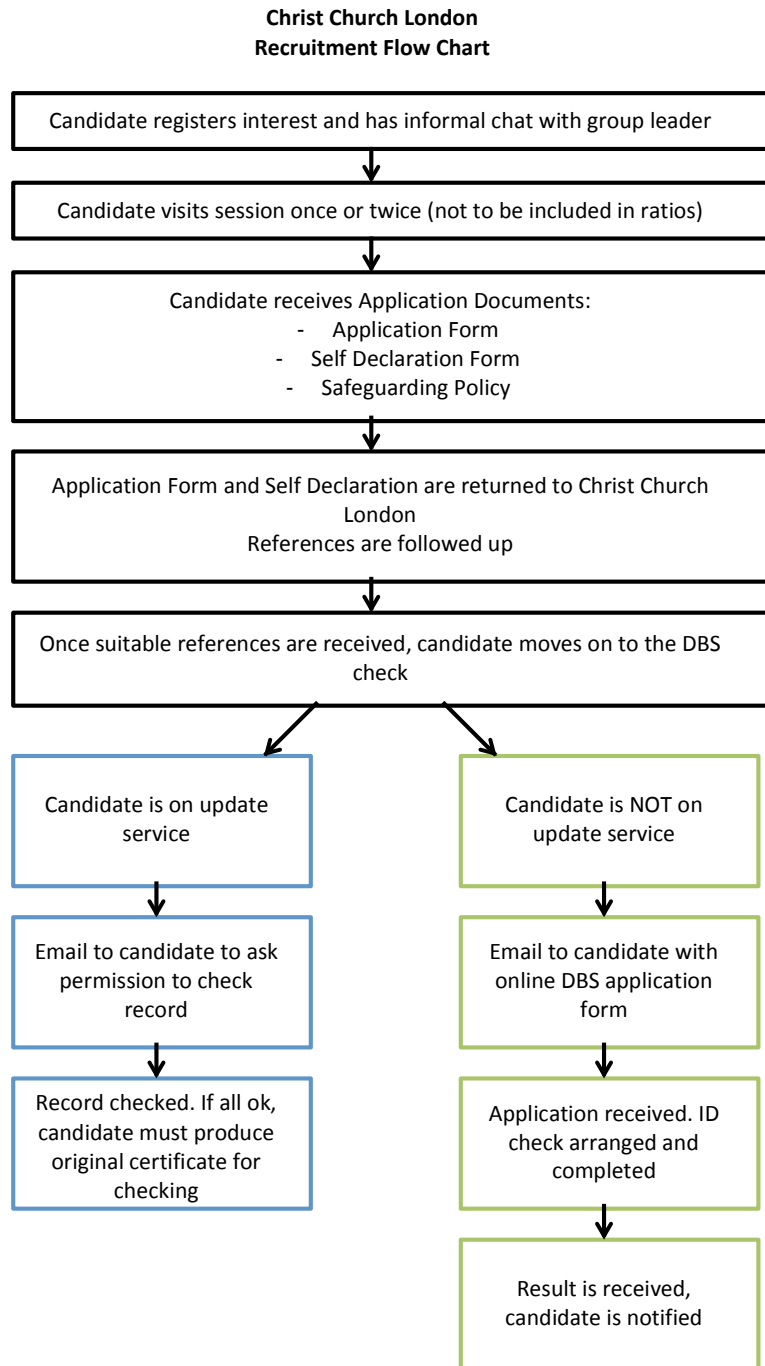 Christ Church London
Recruitment Flow Chart
Candidate registers interest and has informal chat with group leader
Candidate visits session once or twice (not to be included in ratios)
Candidate receives Application Documents:
- Application Form
- Self Declaration Form
- Safeguarding Policy
Application Form and Self Declaration are returned to Christ Church
London
References are followed up
Once suitable references are received, candidate moves on to the DBS
check
Candidate is on update
service
Email to candidate to ask
permission to check
record
Record checked. If all ok,
candidate must produce
original certificate for
checking
Candidate is NOT on
update service
Email to candidate with
online DBS application
form
Application received. ID
check arranged and
completed
Result is received,
candidate is notified